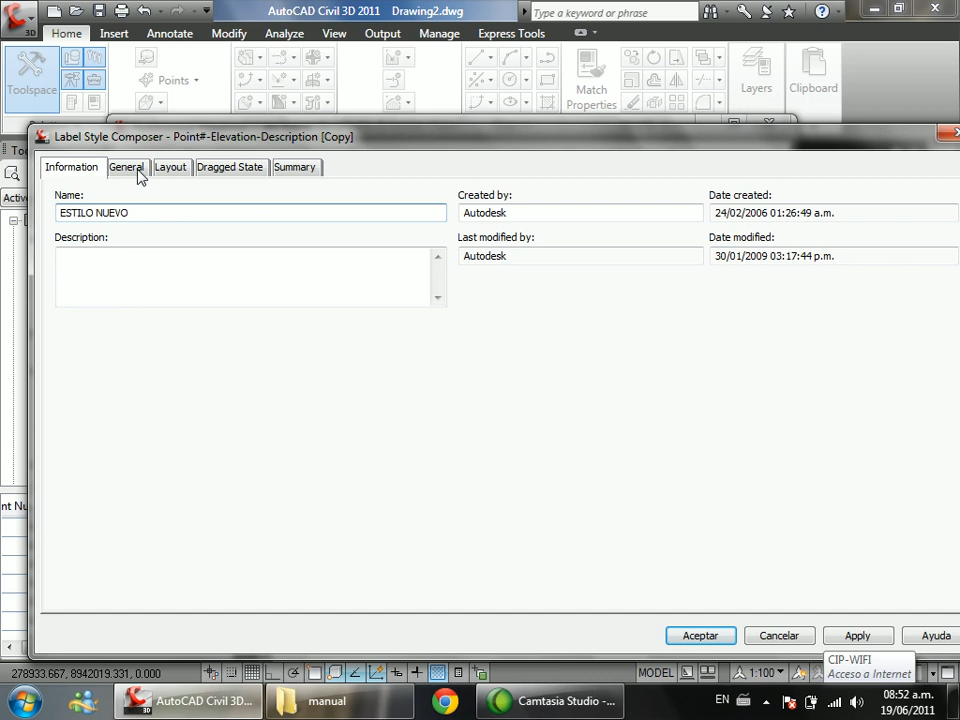 AutoCAD Civil 3D 2011 Drawing2.dwg
Type a keyword or phrase
3D
Home Insert Annotate Modify Analyze View Output Manage Express Tools
Toolspace
Points
Match
Properties
Layers
Clipboard
Label Style Composer - Point#-Elevation-Description [Copy]
Information General Layout Dragged State Summary
Name:
ESTILO NUEVO
Created by:
Autodesk
Date created:
24/02/2006 01:26:49 a.m.
Description:
Last modified by:
Autodesk
Date modified:
30/01/2009 03:17:44 p.m.
Activ
nt Nu
Aceptar Cancelar Apply Ayuda
CIP-WIFI
Acceso a Internet
278933.667, 8942019.331, 0.000
MODEL
1:100
AutoCAD Civil 3D...
manual
Camtasia Studio -...
EN
08:52 a.m.
19/06/2011